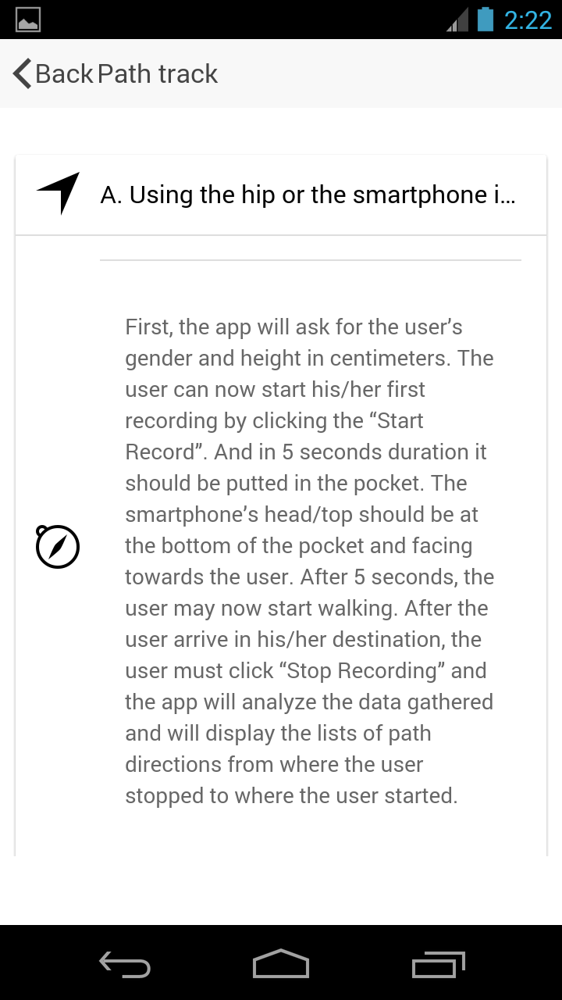 2:22
Back Path track
A. Using the hip or the smartphone i...
First, the app will ask for the user’s
gender and height in centimeters. The
user can now start his/her first
recording by clicking the “Start
Record”. And in 5 seconds duration it
should be putted in the pocket. The
smartphone’s head/top should be at
the bottom of the pocket and facing
towards the user. After 5 seconds, the
user may now start walking. After the
user arrive in his/her destination, the
user must click “Stop Recording” and
the app will analyze the data gathered
and will display the lists of path
directions from where the user
stopped to where the user started.